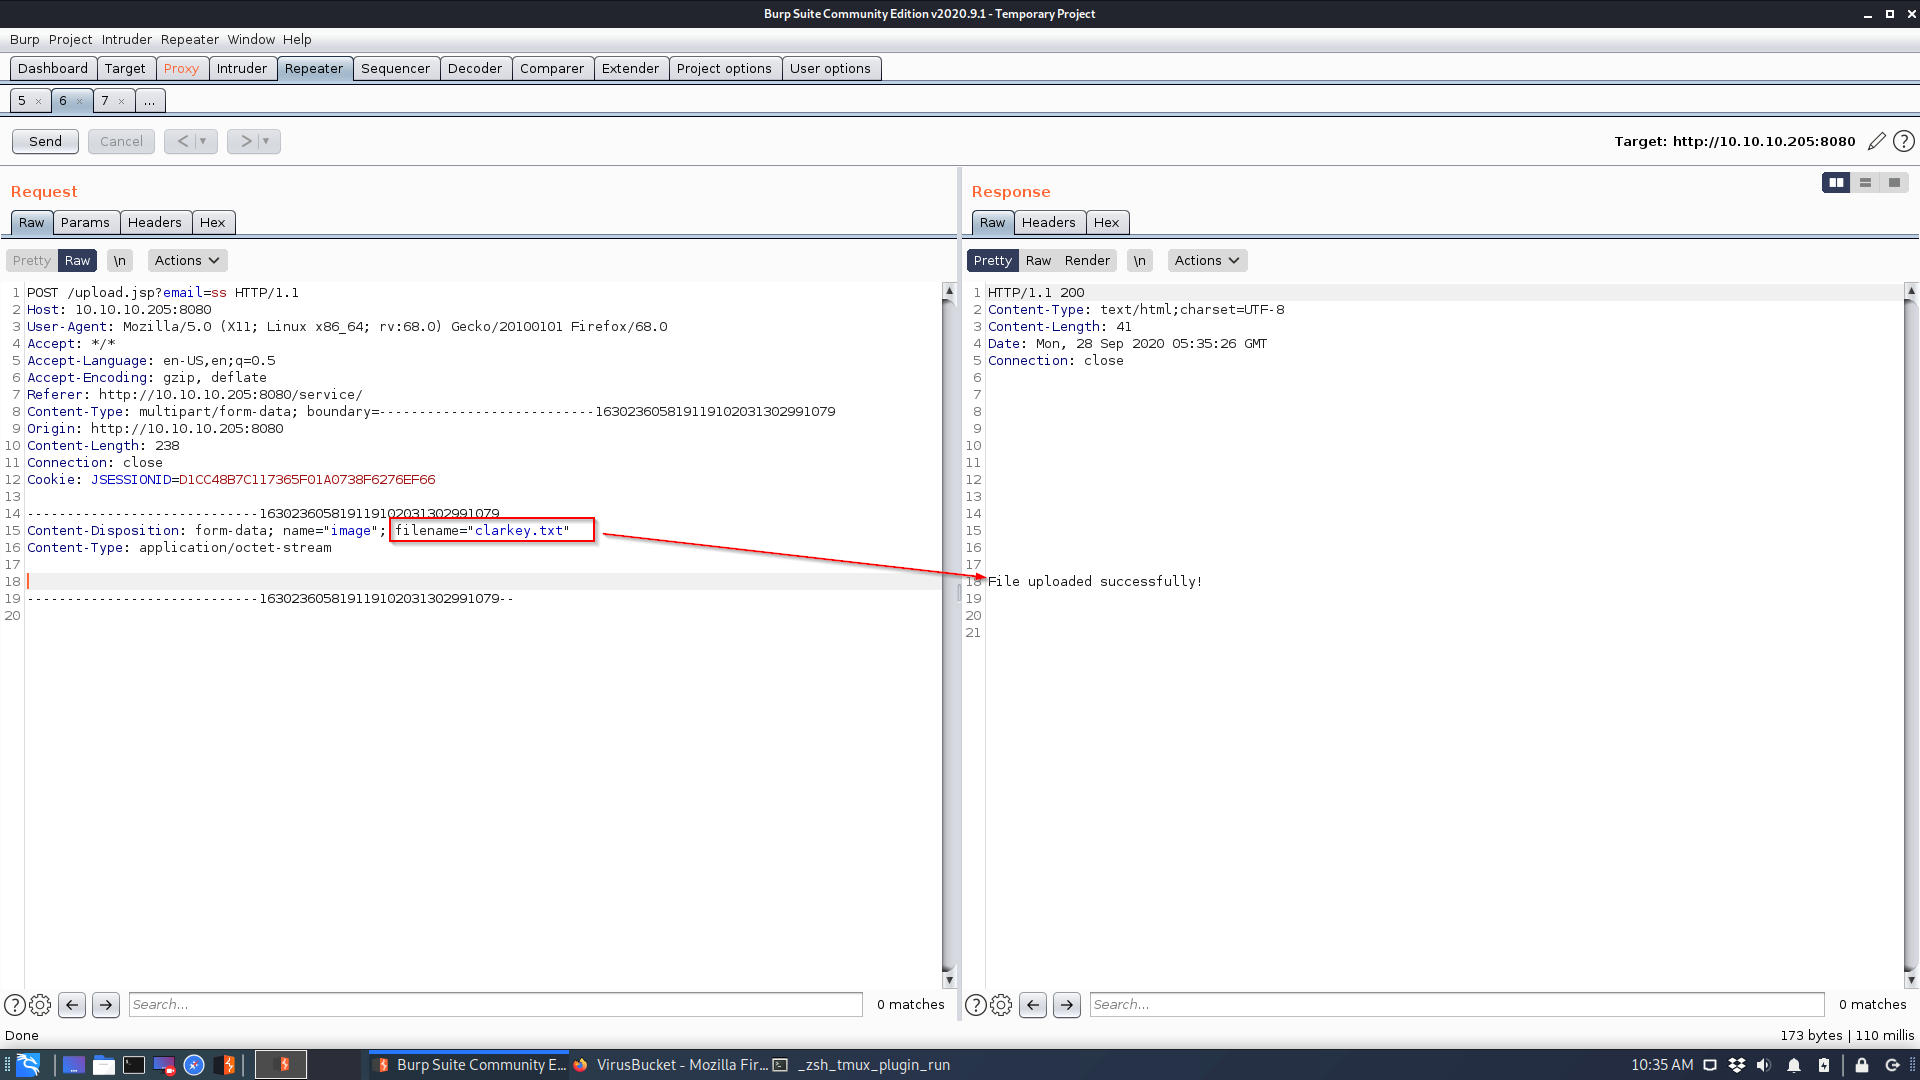 Burp Suite Community Edition v2020.9.1 - Temporary Project
Burp Project Intruder Repeater Window Help
Dashboard Target Proxy Intruder Repeater Sequencer Decoder Comparer Extender Project options User options
5 × 6 × 7 × ...
Send Cancel < > Target: http://10.10.10.205:8080 ?
Request
Raw Params Headers Hex
Pretty Raw \n Actions
1 POST /upload.jsp?email=ss HTTP/1.1
2 Host: 10.10.10.205:8080
3 User-Agent: Mozilla/5.0 (X11; Linux x86_64; rv:68.0) Gecko/20100101 Firefox/68.0
4 Accept: */*
5 Accept-Language: en-US,en;q=0.5
6 Accept-Encoding: gzip, deflate
7 Referer: http://10.10.10.205:8080/service/
8 Content-Type: multipart/form-data; boundary=---------------------------16302360581911910203130299​1079
9 Origin: http://10.10.10.205:8080
10 Content-Length: 238
11 Connection: close
12 Cookie: JSESSIONID=D1CC48B7C117365F01A0738F6276EF66
13
14 -----------------------------163023605819119102031302991079
15 Content-Disposition: form-data; name="image"; filename="clarkey.txt"
16 Content-Type: application/octet-stream
17
18
19 -----------------------------163023605819119102031302991079--
20
? Search... 0 matches
Response
Raw Headers Hex
Pretty Raw Render \n Actions
1 HTTP/1.1 200
2 Content-Type: text/html;charset=UTF-8
3 Content-Length: 41
4 Date: Mon, 28 Sep 2020 05:35:26 GMT
5 Connection: close
6
7
8
9
10
11
12
13
14
15
16
17
18 File uploaded successfully!
19
20
21
? Search... 0 matches
Done 173 bytes | 110 millis
Burp Suite Community E... VirusBucket - Mozilla Fir... _zsh_tmux_plugin_run 10:35 AM